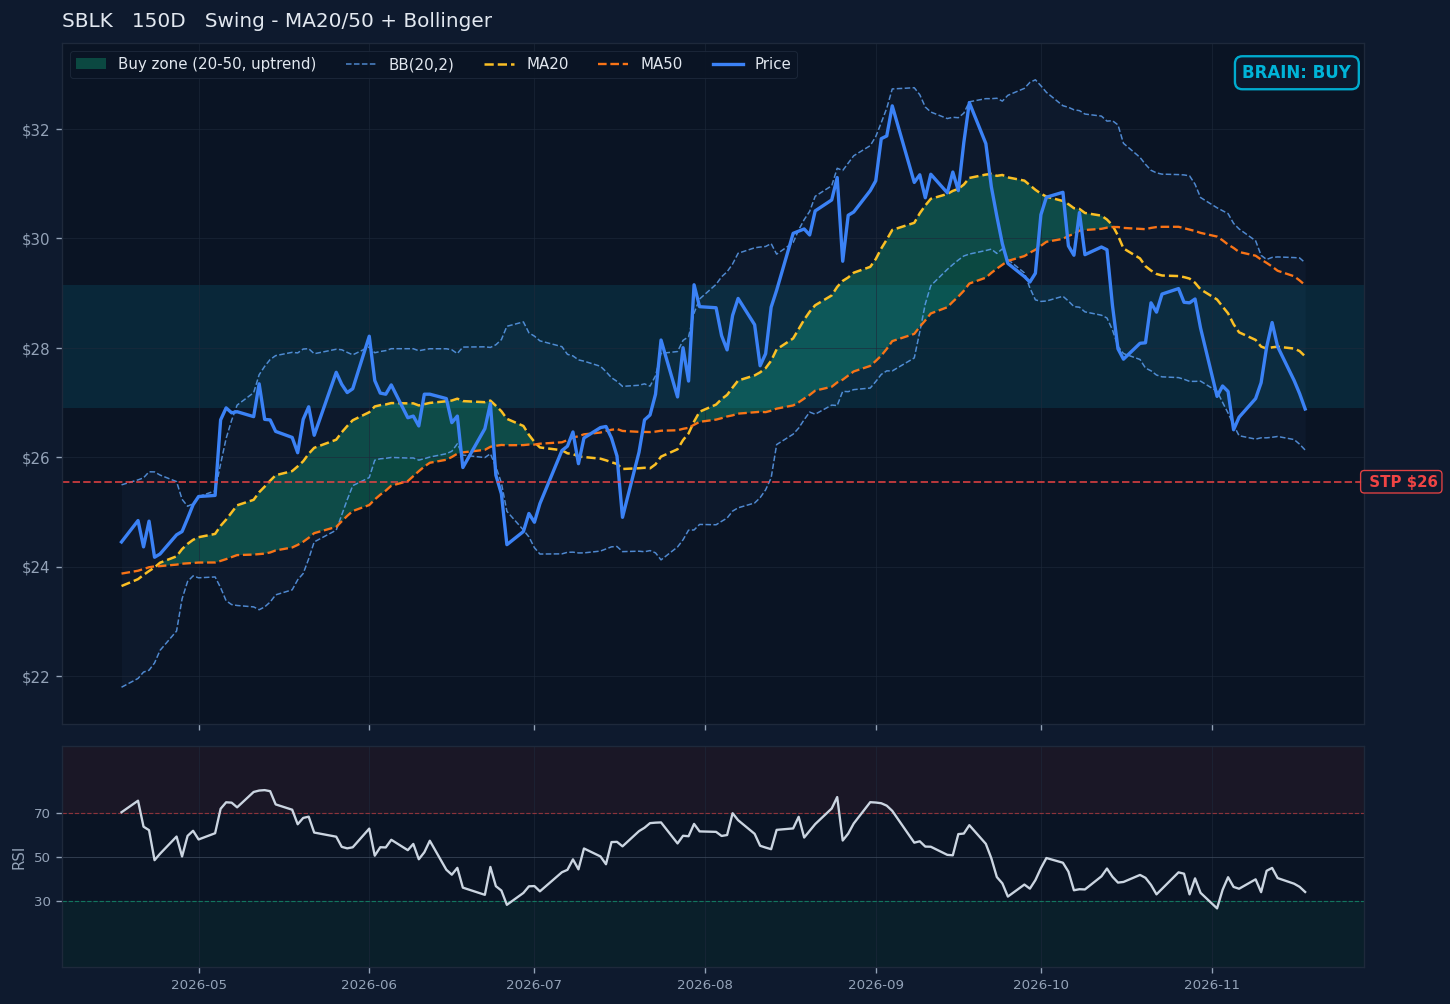 SBLK 150D Swing - MA20/50 + Bollinger
Buy zone (20-50, uptrend) BB(20,2) MA20 MA50 Price
BRAIN: BUY
$32
$30
$28
$26
$24
$22
STP $26
70
50
30
RSI
2026-05 2026-06 2026-07 2026-08 2026-09 2026-10 2026-11